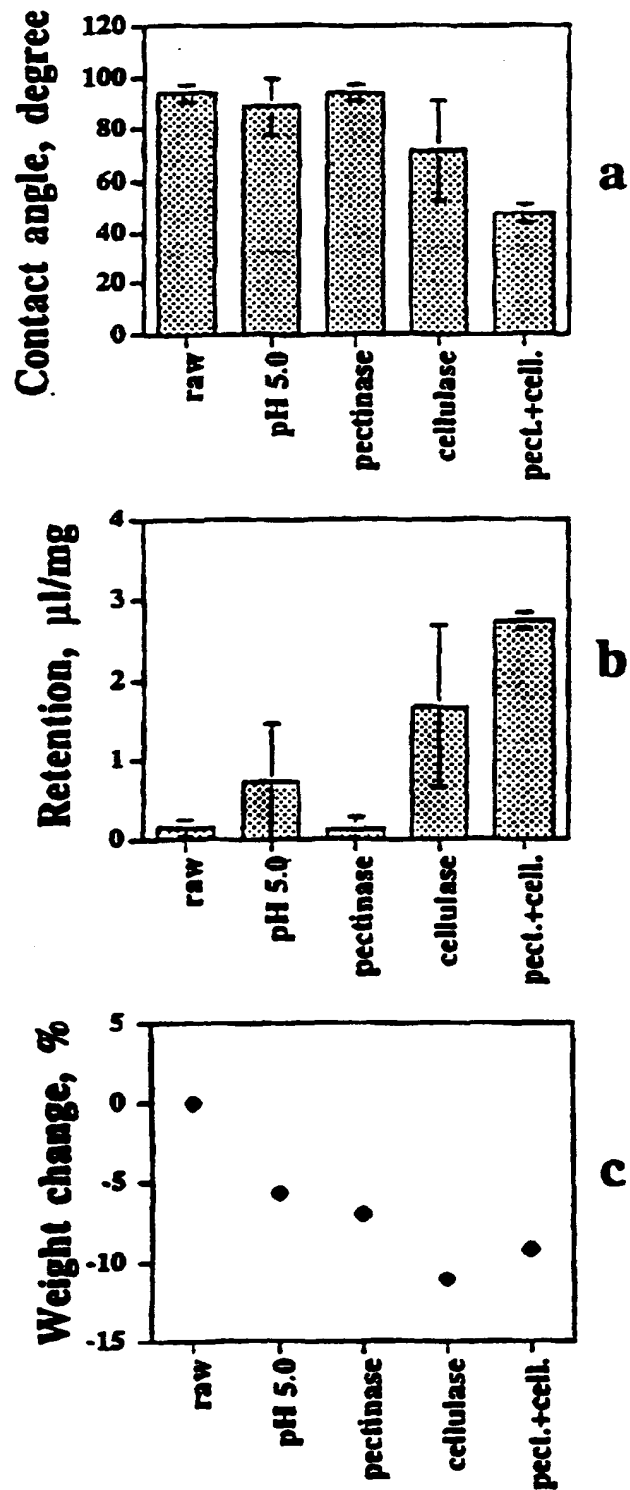 Contact angle, degree
120
100
80
60
40
20
0
raw
pH 5.0
pectinase
cellulase
pect.+cell.
a
Retention, µl/mg
4
3
2
1
0
raw
pH 5.0
pectinase
cellulase
pect.+cell.
b
Weight change, %
5
0
-5
-10
-15
raw
pH 5.0
pectinase
cellulase
pect.+cell.
c